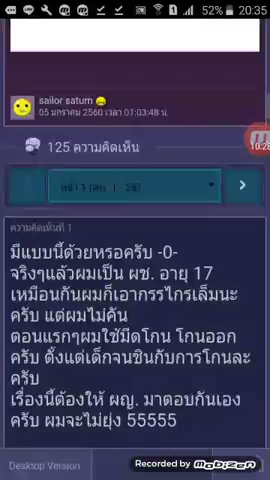 52% 20:35
sailor saturn
05 มกราคม 2560 เวลา 01:03:48 น.
10:28
125 ความคิดเห็น
ความคิดเห็นที่ 1
มีแบบนี้ด้วยหรอครับ -0-
จริงๆแล้วผมเป็น ผช. อายุ 17
เหมือนกันผมก็เอากรรไกรเล็มนะ
ครับ แต่ผมไม่คัน
ตอนแรกๆผมใช้มีดโกน โกนออก
ครับ ตั้งแต่เด็กจนชินกับการโกนละ
ครับ
เรื่องนี้ต้องให้ ผญ. มาตอบกันเอง
ครับ ผมจะไม่ยุ่ง 55555
Desktop Version
Recorded by Mobizen